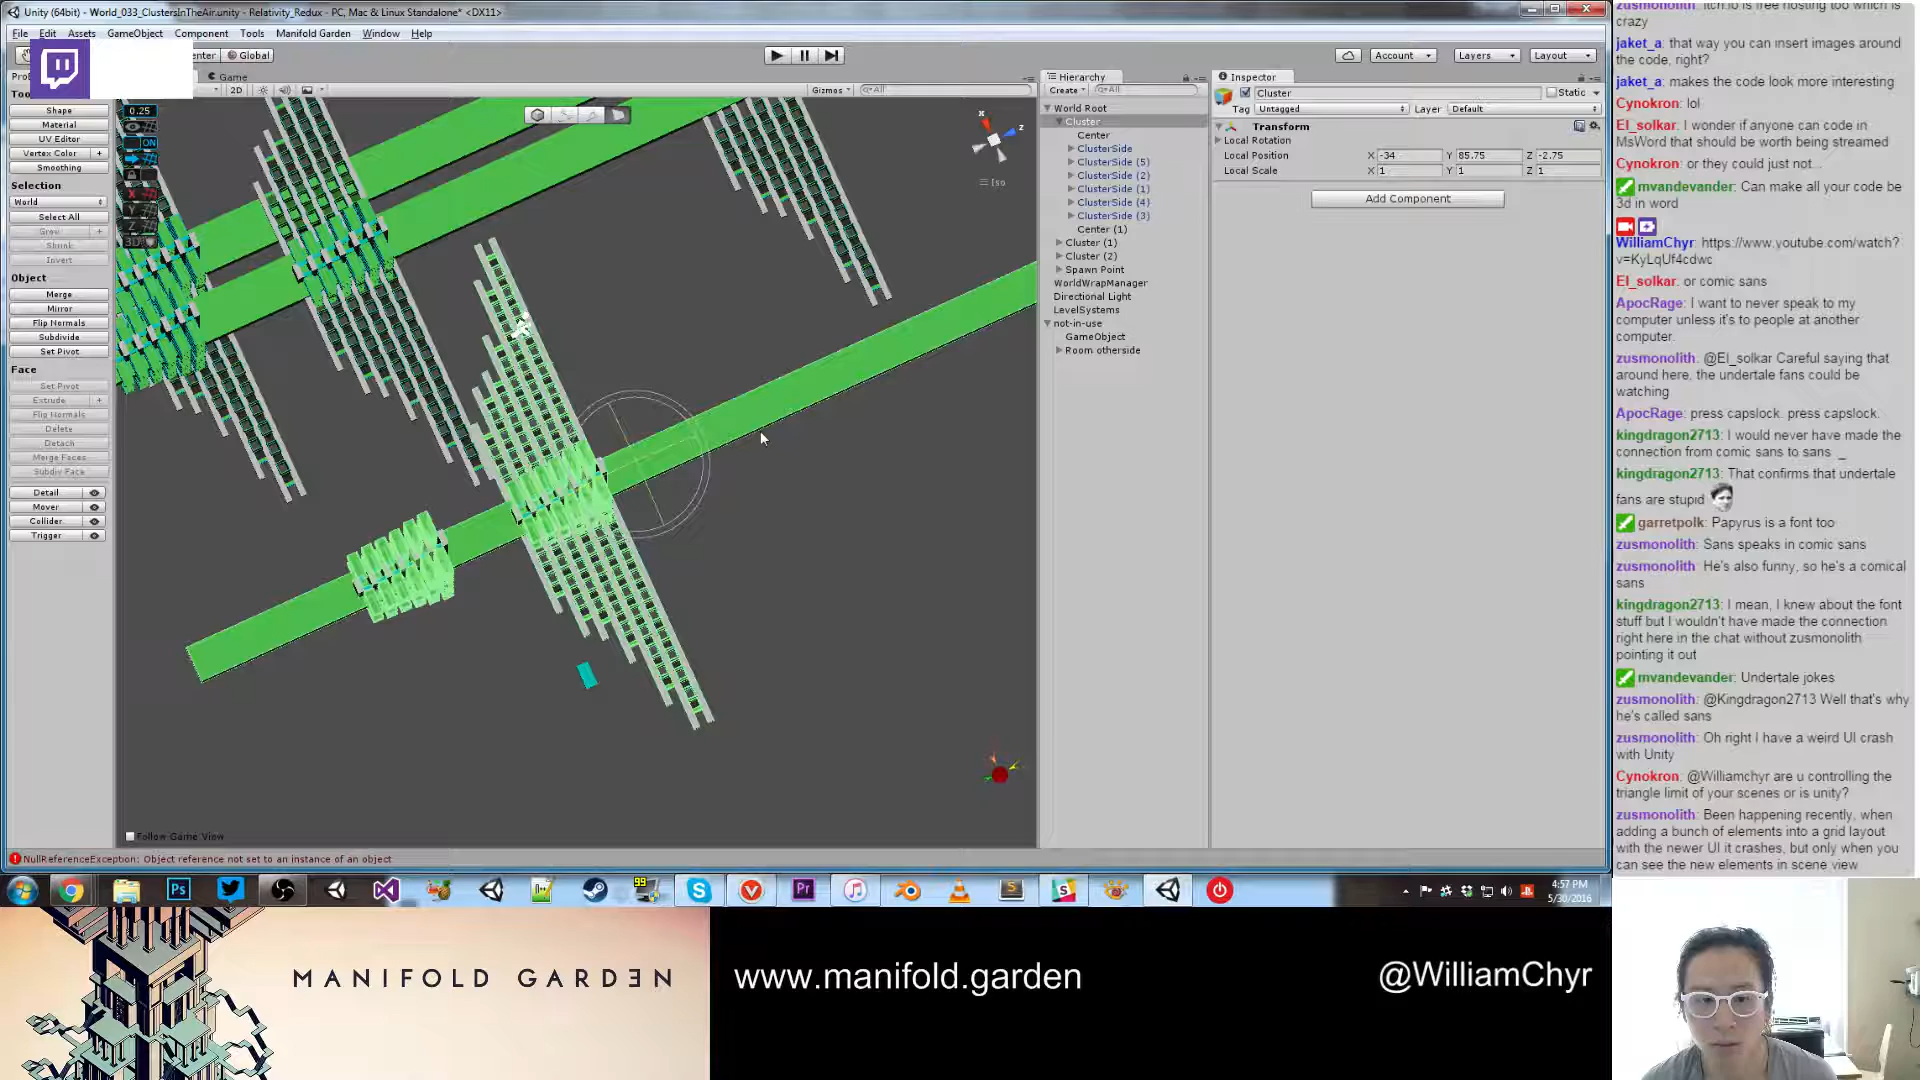 Unity (64bit) - World_033_ClustersInTheAir.unity - Relativity_Redux - PC, Mac & Linux Standalone* <DX11>
File Edit Assets GameObject Component Tools Manifold Garden Window Help
Global
Account
Layers
Layout
Game
2D
Gizmos
Shape
Material
UV Editor
Vertex Color +
Smoothing
Selection
World
Select All
Grow +
Shrink
Invert
Object
Merge
Mirror
Flip Normals
Subdivide
Set Pivot
Face
Set Pivot
Extrude +
Flip Normals
Delete
Detach
Merge Faces
Subdiv Face
Detail
Mover
Collider
Trigger
0.25
ON
X
Y
Z
3D
x
z
Iso
Follow Game View
NullReferenceException: Object reference not set to an instance of an object
Hierarchy
Create
World Root
Cluster
Center
ClusterSide
ClusterSide (5)
ClusterSide (2)
ClusterSide (1)
ClusterSide (4)
ClusterSide (3)
Center (1)
Cluster (1)
Cluster (2)
Spawn Point
WorldWrapManager
Directional Light
LevelSystems
not-in-use
GameObject
Room otherside
Inspector
Cluster
Static
Tag Untagged Layer Default
Transform
Local Rotation
Local Position X -34 Y 85.75 Z -2.75
Local Scale X 1 Y 1 Z 1
Add Component
zusmonolith: itch.io is free hosting too which is
crazy
jaket_a: that way you can insert images around
the code, right?
jaket_a: makes the code look more interesting
Cynokron: lol
El_solkar: I wonder if anyone can code in
MsWord that should be worth being streamed
Cynokron: or they could just not...
mvandevander: Can make all your code be
3d in word
WilliamChyr: https://www.youtube.com/watch?
v=KyLqUf4cdwc
El_solkar: or comic sans
ApocRage: I want to never speak to my
computer unless it's to people at another
computer.
zusmonolith: @El_solkar Careful saying that
around here, the undertale fans could be
watching
ApocRage: press capslock. press capslock.
kingdragon2713: I would never have made the
connection from comic sans to sans _
kingdragon2713: That confirms that undertale
fans are stupid
garretpolk: Papyrus is a font too
zusmonolith: Sans speaks in comic sans
zusmonolith: He's also funny, so he's a comical
sans
kingdragon2713: I mean, I knew about the font
stuff but I wouldn't have made the connection
right here in the chat without zusmonolith
pointing it out
mvandevander: Undertale jokes
zusmonolith: @Kingdragon2713 Well that's why
he's called sans
zusmonolith: Oh right I have a weird UI crash
with Unity
Cynokron: @Williamchyr are u controlling the
triangle limit of your scenes or is unity?
zusmonolith: Been happening recently, when
adding a bunch of elements into a grid layout
with the newer UI it crashes, but only when you
can see the new elements in scene view
Ps
99
Pr
4:57 PM
5/30/2016
MANIFOLD GARDEN
www.manifold.garden
@WilliamChyr